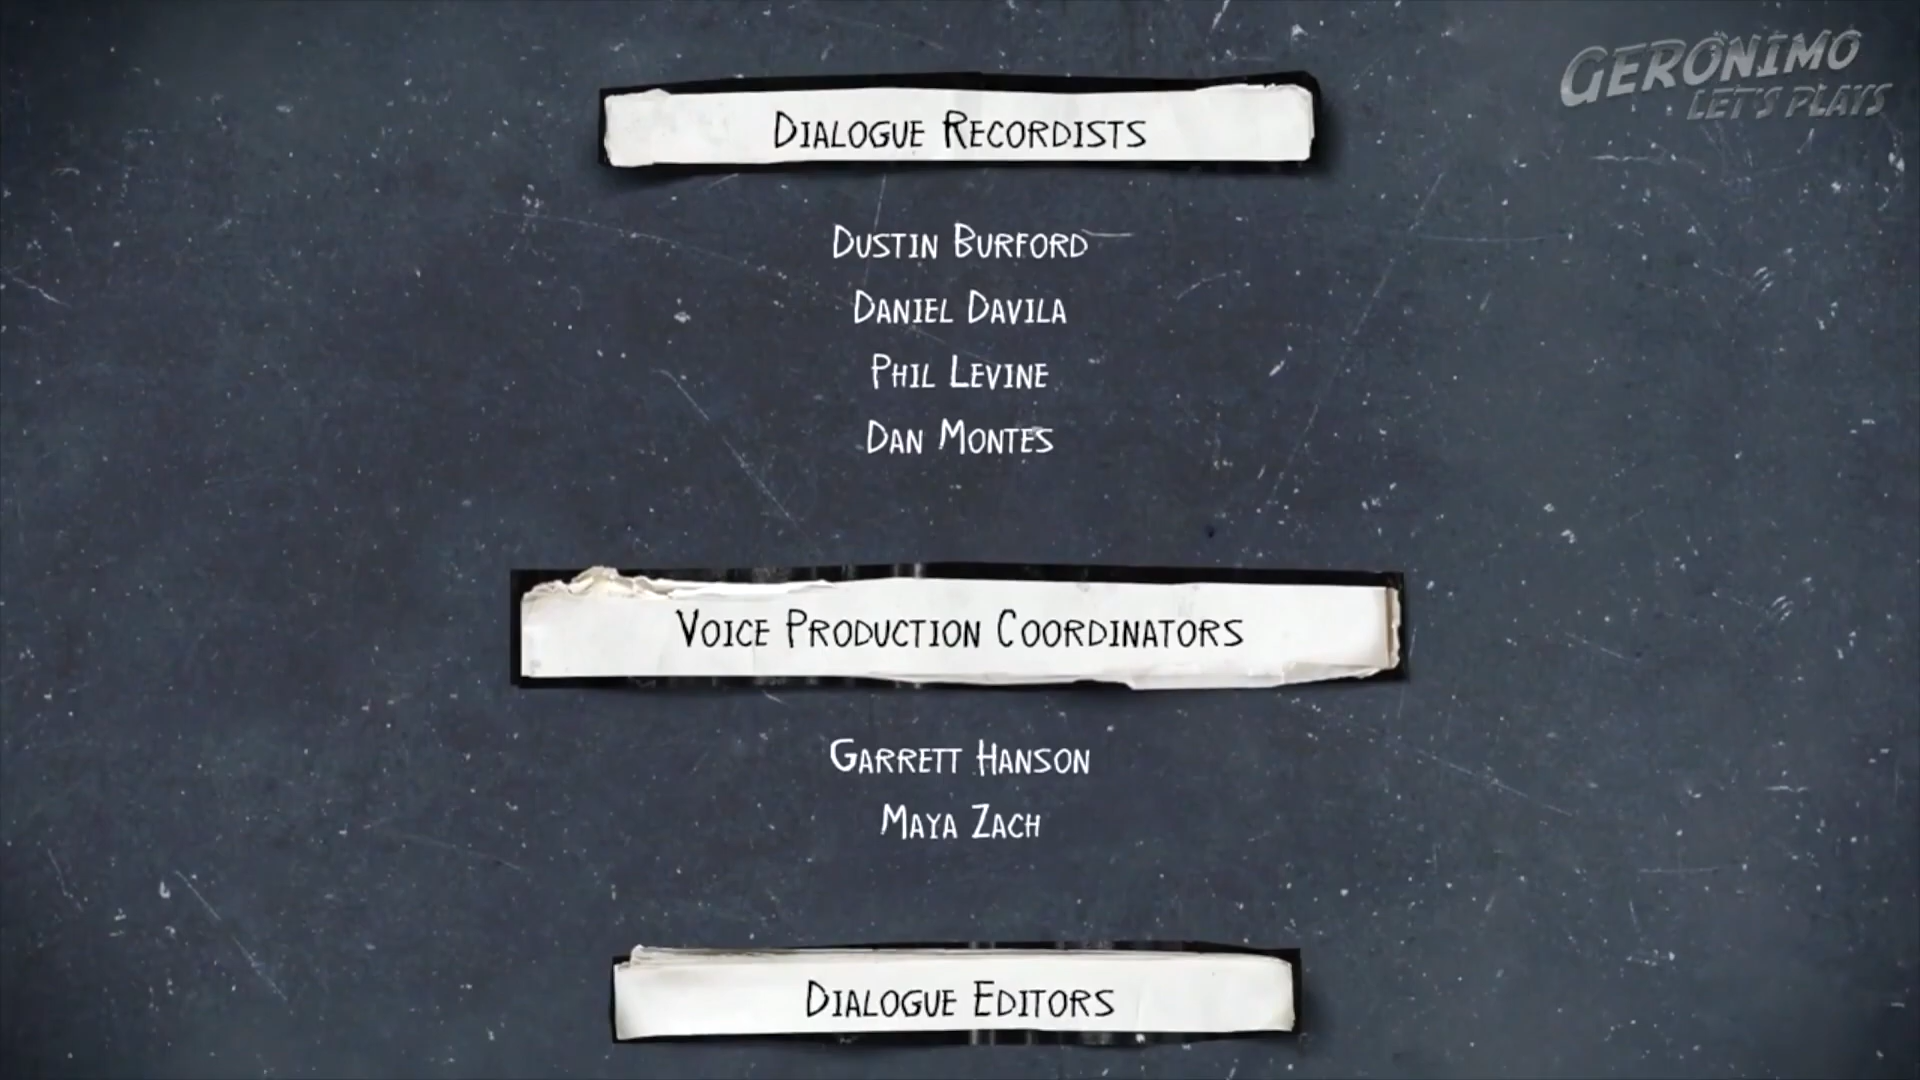 GERONIMO
LET'S PLAYS
DIALOGUE RECORDISTS
DUSTIN BURFORD
DANIEL DAVILA
PHIL LEVINE
DAN MONTES
VOICE PRODUCTION COORDINATORS
GARRETT HANSON
MAYA ZACH
DIALOGUE EDITORS